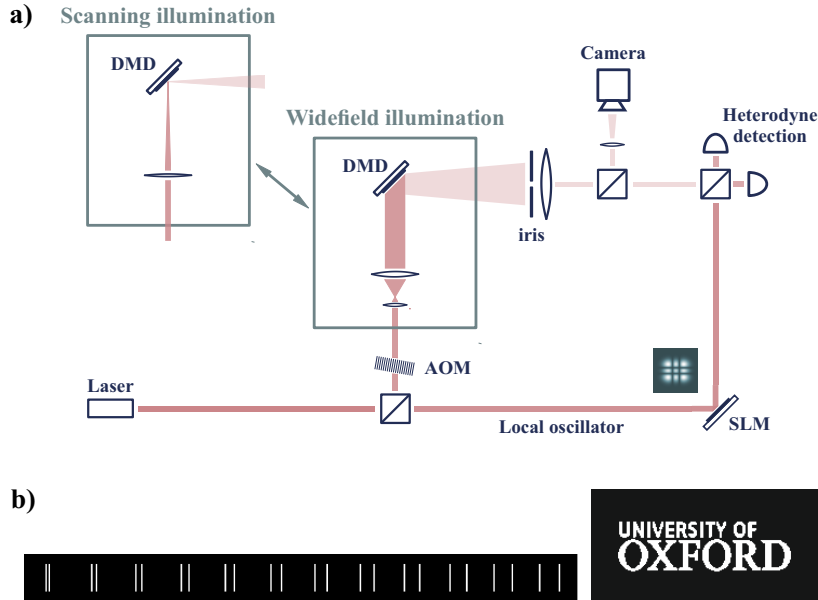 a)
Scanning illumination
DMD
Widefield illumination
DMD
Camera
Heterodyne
detection
iris
AOM
Laser
Local oscillator
SLM
b)
UNIVERSITY OF
OXFORD